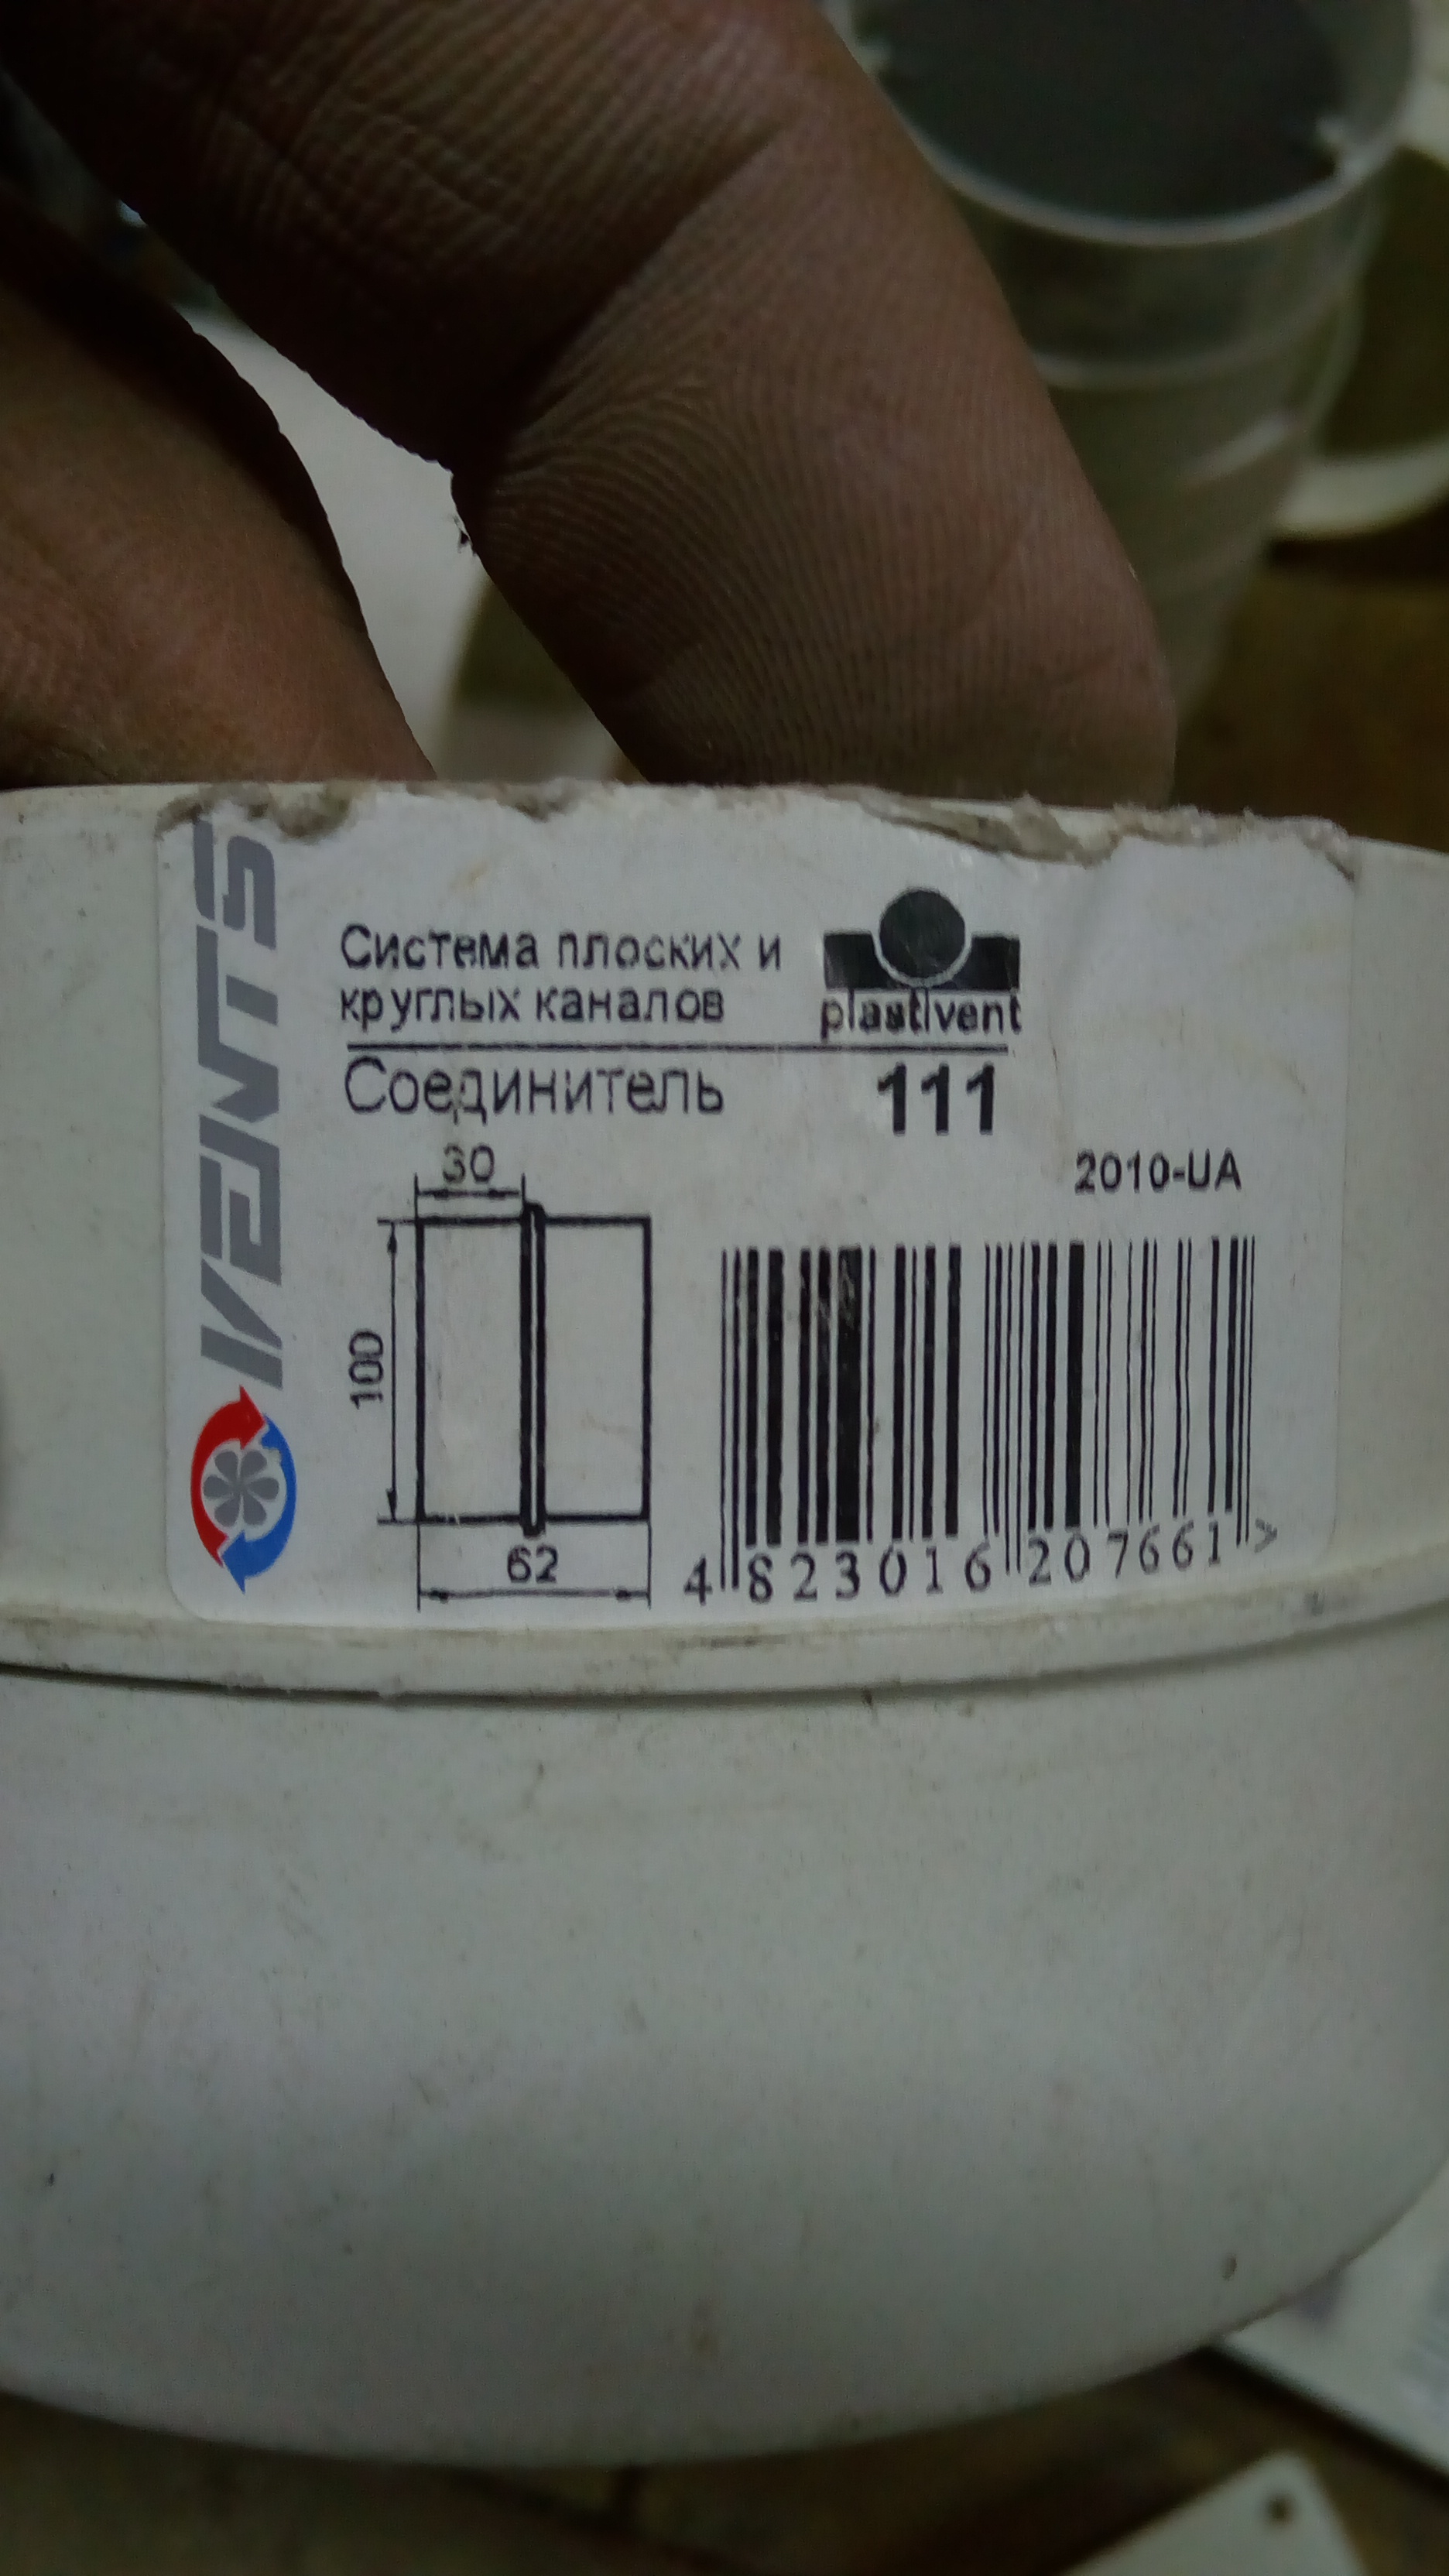 VENTS
Система плоских и
круглых каналов
plastivent
Соединитель 111
2010-UA
30
100
62
4 823016 207661 >